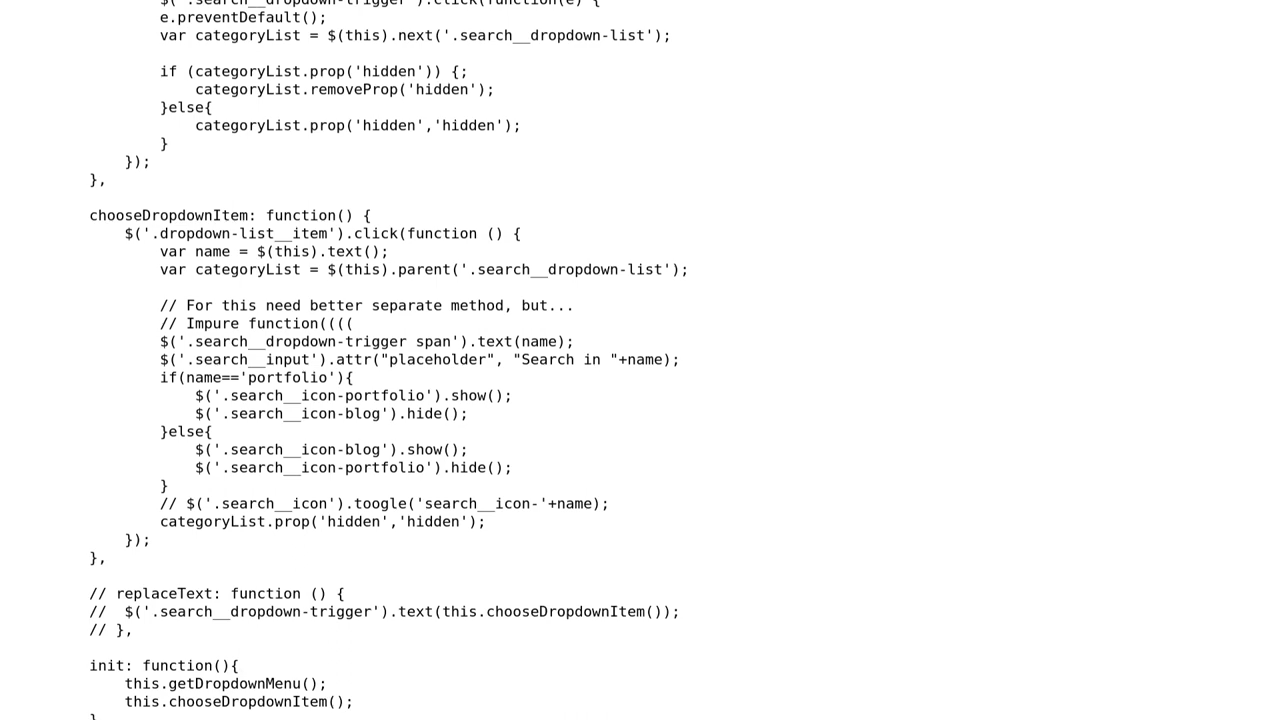 $('.search__dropdown-trigger').click(function(e) {
e.preventDefault();
var categoryList = $(this).next('.search__dropdown-list');
if (categoryList.prop('hidden')) {;
categoryList.removeProp('hidden');
}else{
categoryList.prop('hidden','hidden');
}
});
},
chooseDropdownItem: function() {
$('.dropdown-list__item').click(function () {
var name = $(this).text();
var categoryList = $(this).parent('.search__dropdown-list');
// For this need better separate method, but...
// Impure function((((
$('.search__dropdown-trigger span').text(name);
$('.search__input').attr("placeholder", "Search in "+name);
if(name=='portfolio'){
$('.search__icon-portfolio').show();
$('.search__icon-blog').hide();
}else{
$('.search__icon-blog').show();
$('.search__icon-portfolio').hide();
}
// $('.search__icon').toogle('search__icon-'+name);
categoryList.prop('hidden','hidden');
});
},
// replaceText: function () {
//  $('.search__dropdown-trigger').text(this.chooseDropdownItem());
// },
init: function(){
this.getDropdownMenu();
this.chooseDropdownItem();
}